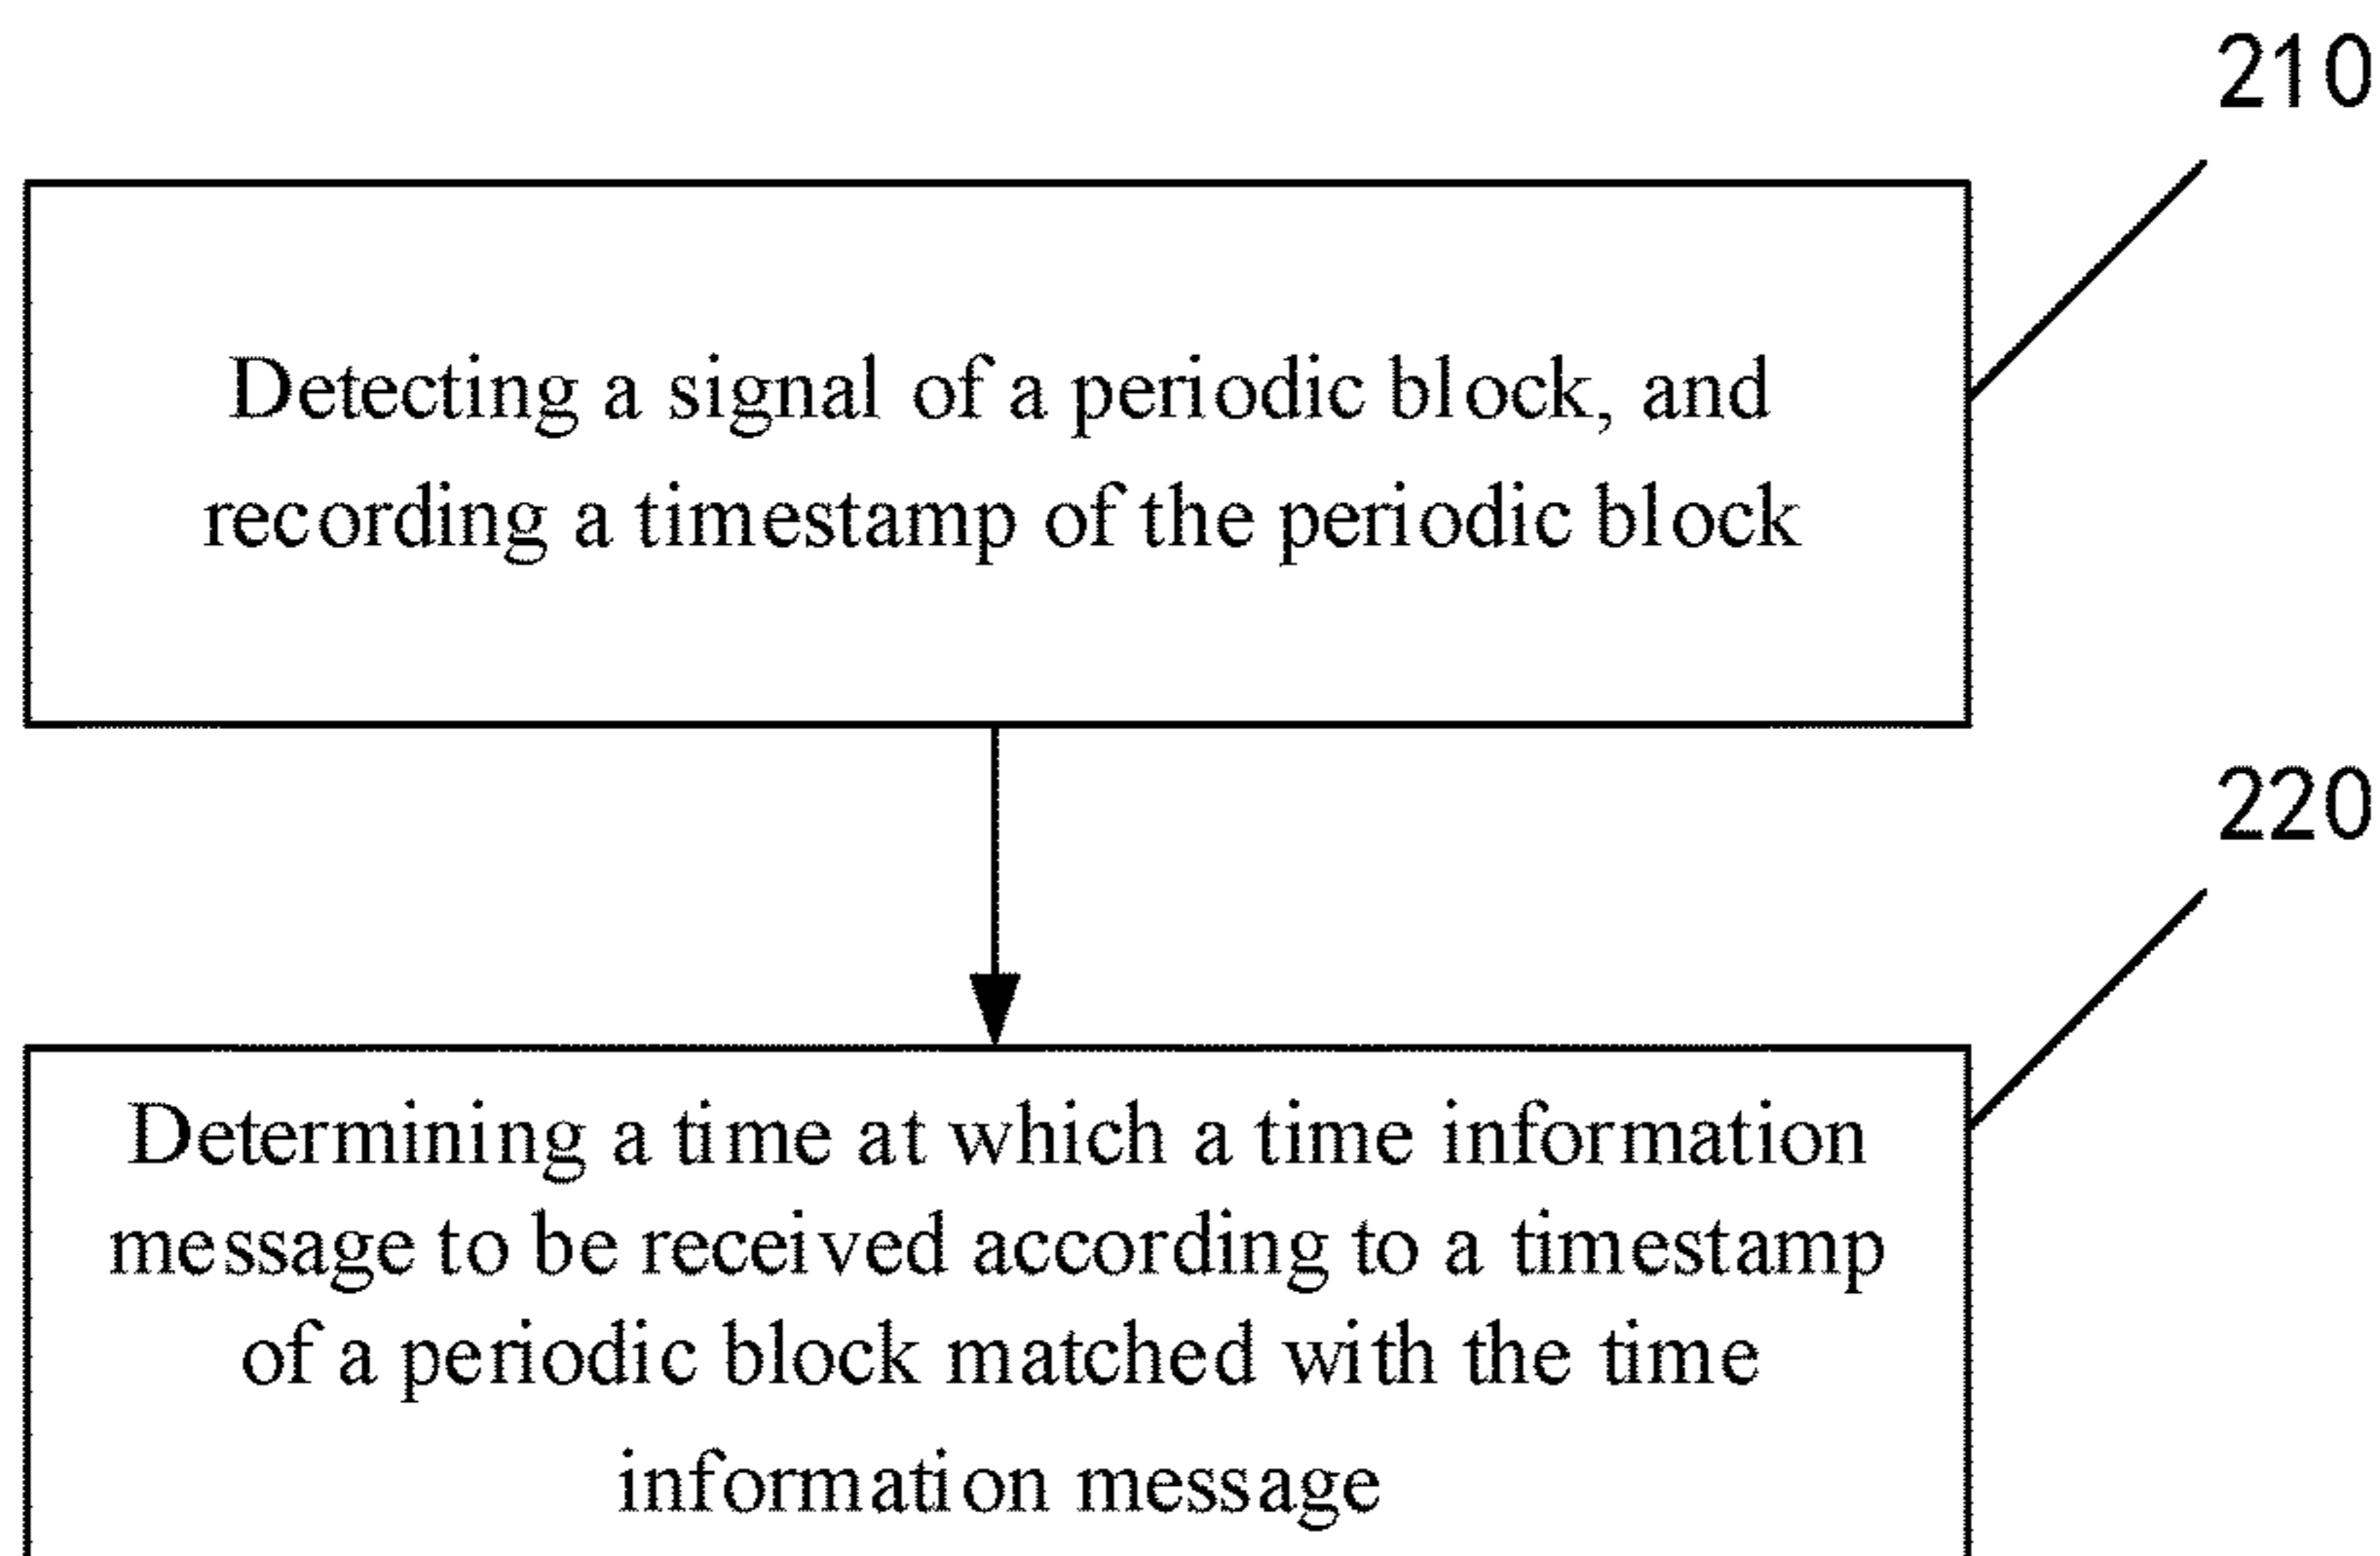 210
Detecting a signal of a periodic block, and
recording a timestamp of the periodic block
220
Determining a time at which a time information
message to be received according to a timestamp
of a periodic block matched with the time
information message